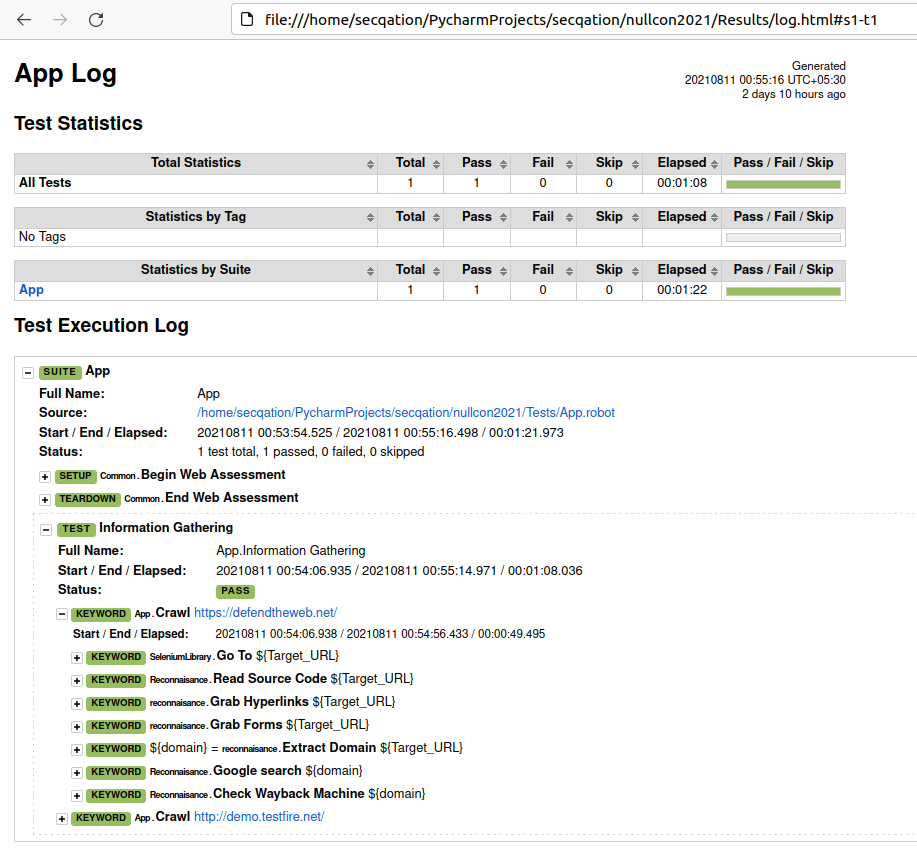 file:///home/secqation/PycharmProjects/secqation/nullcon2021/Results/log.html#s1-t1
App Log
Generated
20210811 00:55:16 UTC+05:30
2 days 10 hours ago
Test Statistics
Total Statistics Total Pass Fail Skip Elapsed Pass / Fail / Skip
All Tests 1 1 0 0 00:01:08
Statistics by Tag Total Pass Fail Skip Elapsed Pass / Fail / Skip
No Tags
Statistics by Suite Total Pass Fail Skip Elapsed Pass / Fail / Skip
App 1 1 0 0 00:01:22
Test Execution Log
SUITE App
Full Name: App
Source: /home/secqation/PycharmProjects/secqation/nullcon2021/Tests/App.robot
Start / End / Elapsed: 20210811 00:53:54.525 / 20210811 00:55:16.498 / 00:01:21.973
Status: 1 test total, 1 passed, 0 failed, 0 skipped
SETUP Common.Begin Web Assessment
TEARDOWN Common.End Web Assessment
TEST Information Gathering
Full Name: App.Information Gathering
Start / End / Elapsed: 20210811 00:54:06.935 / 20210811 00:55:14.971 / 00:01:08.036
Status: PASS
KEYWORD App.Crawl https://defendtheweb.net/
Start / End / Elapsed: 20210811 00:54:06.938 / 20210811 00:54:56.433 / 00:00:49.495
KEYWORD SeleniumLibrary.Go To ${Target_URL}
KEYWORD Reconnaisance.Read Source Code ${Target_URL}
KEYWORD reconnaisance.Grab Hyperlinks ${Target_URL}
KEYWORD reconnaisance.Grab Forms ${Target_URL}
KEYWORD ${domain} = reconnaisance.Extract Domain ${Target_URL}
KEYWORD Reconnaisance.Google search ${domain}
KEYWORD Reconnaisance.Check Wayback Machine ${domain}
KEYWORD App.Crawl http://demo.testfire.net/